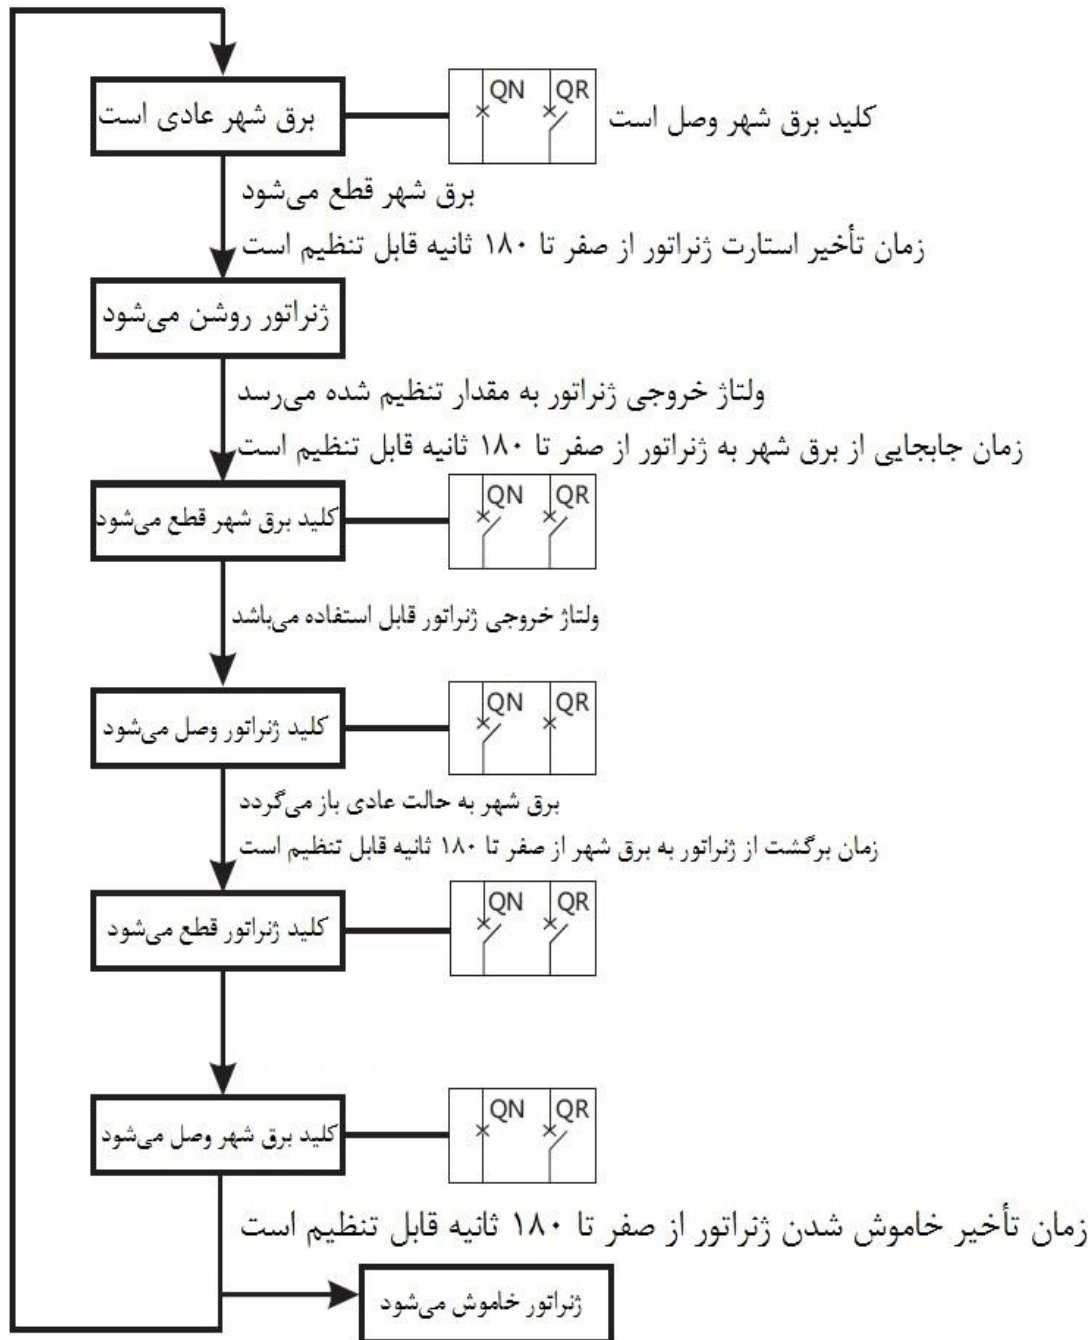 برق شهر عادی است
QN QR
کلید برق شهر وصل است
برق شهر قطع می‌شود
زمان تأخیر استارت ژنراتور از صفر تا ۱۸۰ ثانیه قابل تنظیم است
ژنراتور روشن می‌شود
ولتاژ خروجی ژنراتور به مقدار تنظیم شده می‌رسد
زمان جابجایی از برق شهر به ژنراتور از صفر تا ۱۸۰ ثانیه قابل تنظیم است
کلید برق شهر قطع می‌شود
QN QR
ولتاژ خروجی ژنراتور قابل استفاده می‌باشد
کلید ژنراتور وصل می‌شود
QN QR
برق شهر به حالت عادی باز می‌گردد
زمان برگشت از ژنراتور به برق شهر از صفر تا ۱۸۰ ثانیه قابل تنظیم است
کلید ژنراتور قطع می‌شود
QN QR
کلید برق شهر وصل می‌شود
QN QR
زمان تأخیر خاموش شدن ژنراتور از صفر تا ۱۸۰ ثانیه قابل تنظیم است
ژنراتور خاموش می‌شود